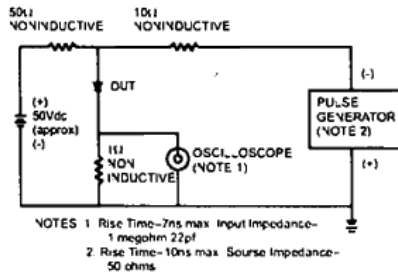 50Ω
NONINDUCTIVE
10Ω
NONINDUCTIVE
(+)
50Vdc
(approx)
(-)
DUT
1Ω
NON
INDUCTIVE
OSCILLOSCOPE
(NOTE 1)
(-)
PULSE
GENERATOR
(NOTE 2)
(+)
NOTES 1 Rise Time-7ns max Input Impedance-
1 megohm 22pf
2 Rise Time-10ns max Sourse Impedance-
50 ohms